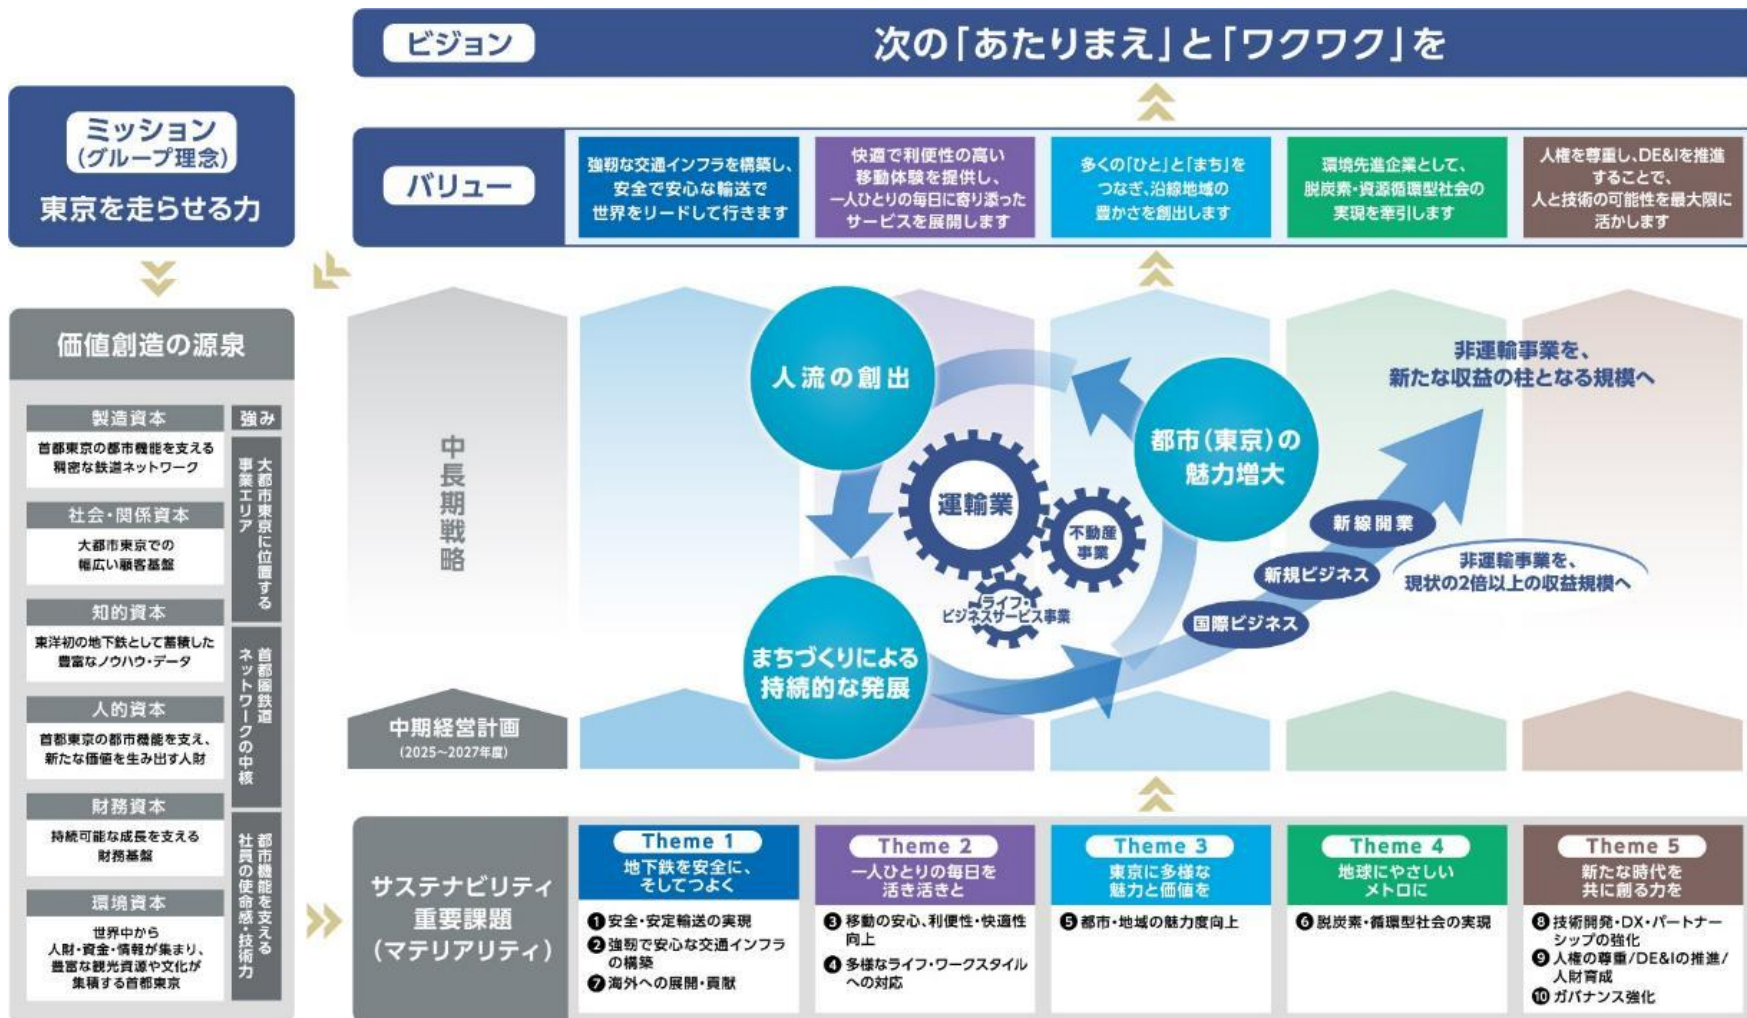 ビジョン
次の「あたりまえ」と「ワクワク」を
ミッション
(グループ理念)
東京を走らせる力
バリュー
強靭な交通インフラを構築し、
安全で安心な輸送で
世界をリードして行きます
快適で利便性の高い
移動体験を提供し、
一人ひとりの毎日に寄り添った
サービスを展開します
多くの「ひと」と「まち」を
つなぎ、沿線地域の
豊かさを創出します
環境先進企業として、
脱炭素・資源循環型社会の
実現を牽引します
人権を尊重し、DE&Iを推進
することで、
人と技術の可能性を最大限に
活かします
価値創造の源泉
製造資本
首都東京の都市機能を支える
稠密な鉄道ネットワーク
社会・関係資本
大都市東京での
幅広い顧客基盤
知的資本
東洋初の地下鉄として蓄積した
豊富なノウハウ・データ
人的資本
首都東京の都市機能を支え、
新たな価値を生み出す人財
財務資本
持続可能な成長を支える
財務基盤
環境資本
世界中から
人財・資金・情報が集まり、
豊富な観光資源や文化が
集積する首都東京
強み
大都市東京に位置する
事業エリア
首都圏鉄道
ネットワークの中核
都市機能を支える
社員の使命感・技術力
中長期戦略
人流の創出
都市(東京)の
魅力増大
まちづくりによる
持続的な発展
運輸業
不動産
事業
ライフ・
ビジネスサービス事業
非運輸事業を、
新たな収益の柱となる規模へ
新線開業
新規ビジネス
国際ビジネス
非運輸事業を、
現状の2倍以上の収益規模へ
中期経営計画
(2025~2027年度)
サステナビリティ
重要課題
(マテリアリティ)
Theme 1
地下鉄を安全に、
そしてつよく
❶安全・安定輸送の実現
❷強靭で安心な交通インフラ
の構築
❼海外への展開・貢献
Theme 2
一人ひとりの毎日を
活き活きと
❸移動の安心、利便性・快適性
向上
❹多様なライフ・ワークスタイル
への対応
Theme 3
東京に多様な
魅力と価値を
❺都市・地域の魅力度向上
Theme 4
地球にやさしい
メトロに
❻脱炭素・循環型社会の実現
Theme 5
新たな時代を
共に創る力を
❽技術開発・DX・パートナー
シップの強化
❾人権の尊重/DE&Iの推進/
人財育成
❿ガバナンス強化